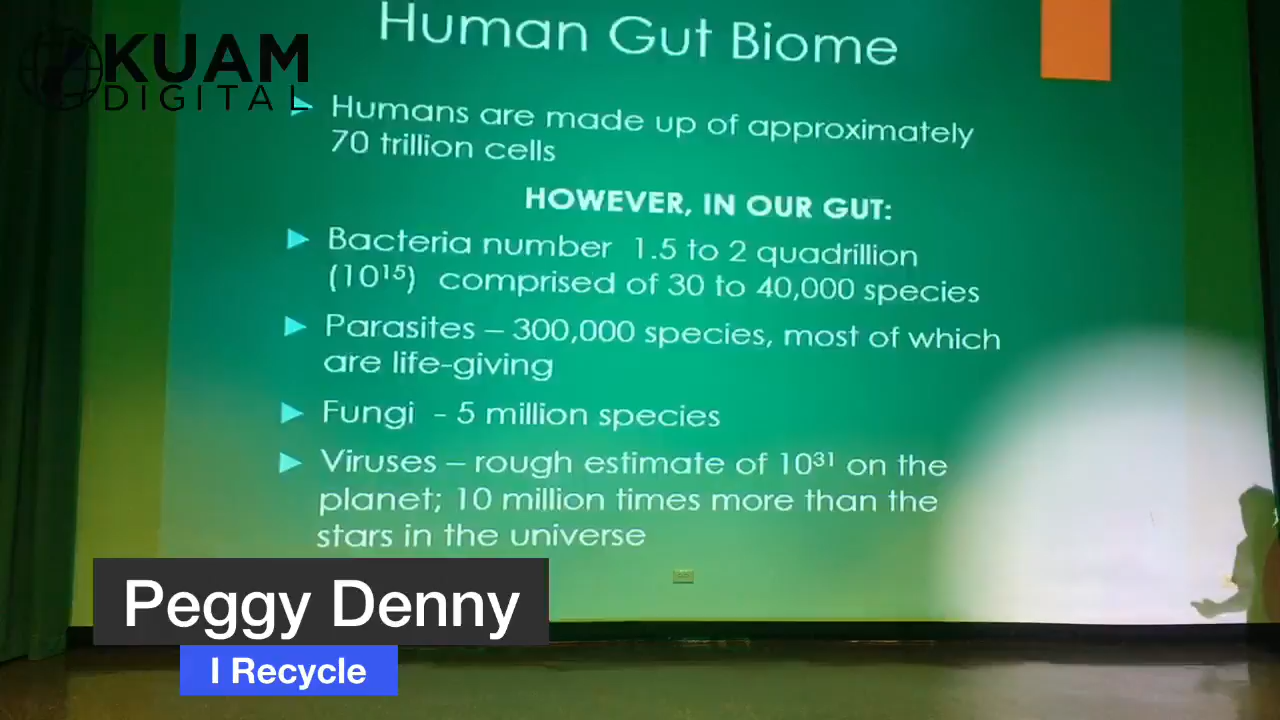 Human Gut Biome
KUAM
DIGITAL
Humans are made up of approximately
70 trillion cells
HOWEVER, IN OUR GUT:
Bacteria number 1.5 to 2 quadrillion
(10¹⁵) comprised of 30 to 40,000 species
Parasites – 300,000 species, most of which
are life-giving
Fungi - 5 million species
Viruses – rough estimate of 10³¹ on the
planet; 10 million times more than the
stars in the universe
Peggy Denny
I Recycle